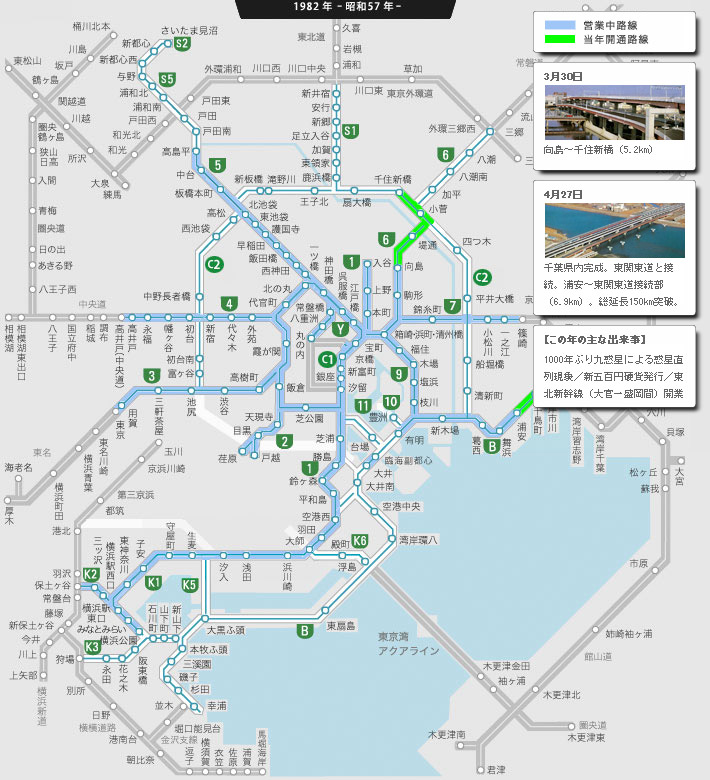 1982年 -昭和57年-
営業中路線
当年開通路線
3月30日
向島～千住新橋（5.2km）
4月27日
千葉県内完成。東関東道と接
続。浦安～東関東道接続部
（6.9km）。総延長150km突破。
【この年の主な出来事】
1000年ぶり九惑星による惑星直
列現象／新五百円硬貨発行／東
北新幹線（大宮ー盛岡間）開業
桶川北本
さいたま見沼
新都心
S2
川島
新都心西
坂戸
与野
東松山
鶴ヶ島
浦和北
S5
浦和南
関越道
川越
戸田西
戸田東
戸田
戸田南
和光北
和光
所沢
大泉
練馬
圏央
鶴ヶ島
狭山
日高
入間
青梅
圏央道
日の出
あきる野
八王子西
中央道
東北道
久喜
岩槻
浦和
外環浦和
川口西
川口中央
川口東
草加
東京外環道
新井宿
安行
新郷
足立入谷
加賀
東領家
鹿浜橋
S1
外環三郷西
三郷
八潮
八潮南
加平
6
千住新橋
小菅
堤通
向島
四つ木
C2
平井大橋
高島平
中台
板橋本町
5
新板橋
滝野川
王子北
扇大橋
北池袋
東池袋
護国寺
早稲田
飯田橋
西神田
高松
西池袋
C2
中野長者橋
一ツ橋
神田橋
呉服橋
江戸橋
1
入谷
上野
本町
6
駒形
錦糸町
7
小松川
一之江
篠崎
船堀橋
清新町
北の丸
代官町
常盤橋
八重洲
丸の内
Y
C1
銀座
宝町
京橋
新富町
汐留
箱崎・浜町・清洲橋
福住
木場
塩浜
枝川
9
相模湖
相模湖東出口
八王子
国立府中
稲城
調布
高井戸
高井戸（中央道）
永福
幡ヶ谷
初台
新宿
代々木
外苑
4
霞が関
初台南
富ヶ谷
高樹町
飯倉
芝公園
3
三軒茶屋
池尻
渋谷
用賀
東京
天現寺
目黒
荏原
戸越
2
芝浦
勝島
1
鈴ヶ森
平和島
空港西
羽田
大師
11
10
豊洲
台場
有明
臨海副都心
大井
大井南
空港中央
湾岸環八
新木場
葛西
舞浜
浦安
千鳥町
B
湾岸習志野
湾岸千葉
貝塚
大宮
松ヶ丘
蘇我
市原
姉崎袖ヶ浦
館山道
東名
東名川崎
玉川
京浜川崎
横浜青葉
横浜町田
海老名
厚木
第三京浜
都筑
港北
羽沢
保土ヶ谷
常盤台
藤塚
新保土ヶ谷
今井
川上
上矢部
狩場
横浜新道
三ッ沢
横浜駅西口
東神奈川
子安
守屋町
生麦
汐入
浅田
浜川崎
殿町
浮島
K6
K2
K1
K5
K3
横浜駅
東口
みなとみらい
横浜公園
石川町
山下町
新山下
大黒ふ頭
東扇島
B
永田
花之木
阪東橋
本牧ふ頭
三溪園
磯子
杉田
幸浦
並木
堀口能見台
金沢支線
別所
日野
横横道路
港南台
朝比奈
逗子
横須賀
衣笠
佐原
浦賀
馬堀海岸
東京湾
アクアライン
木更津金田
袖ヶ浦
木更津北
圏央道
木更津東
木更津南
君津